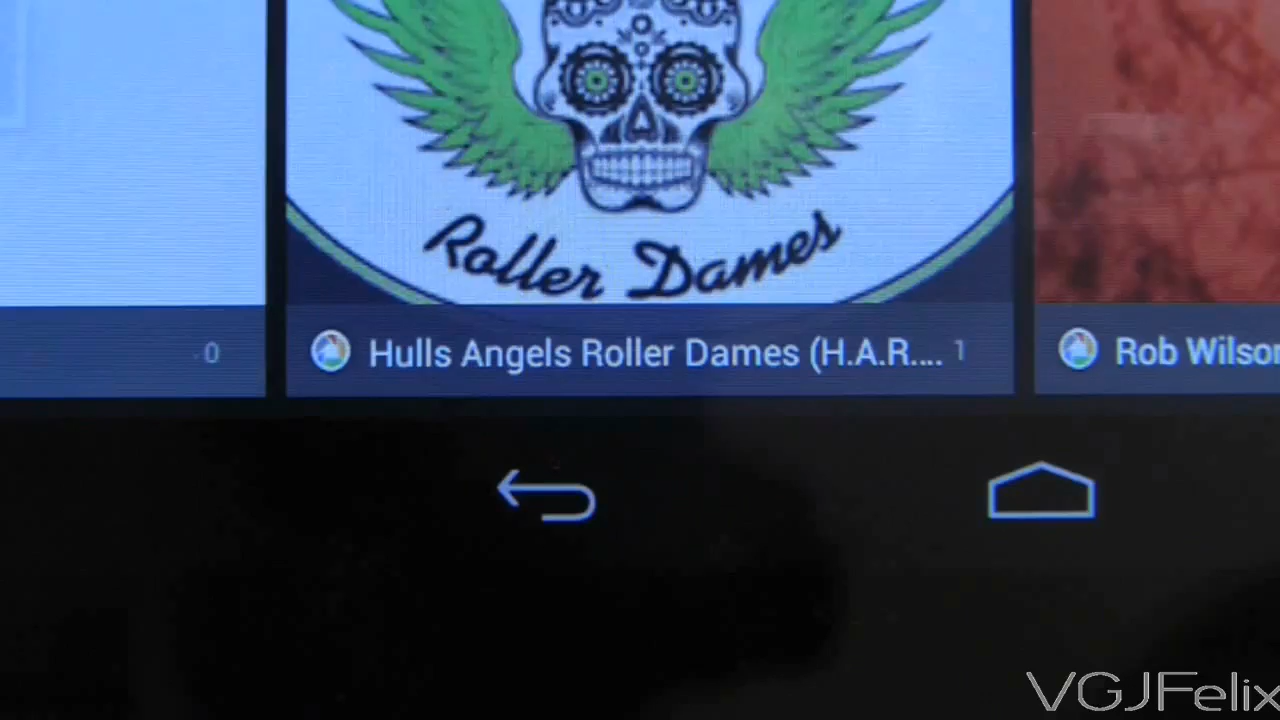 Roller Dames
0
Hulls Angels Roller Dames (H.A.R.... 1
Rob Wilson
VGJFelix